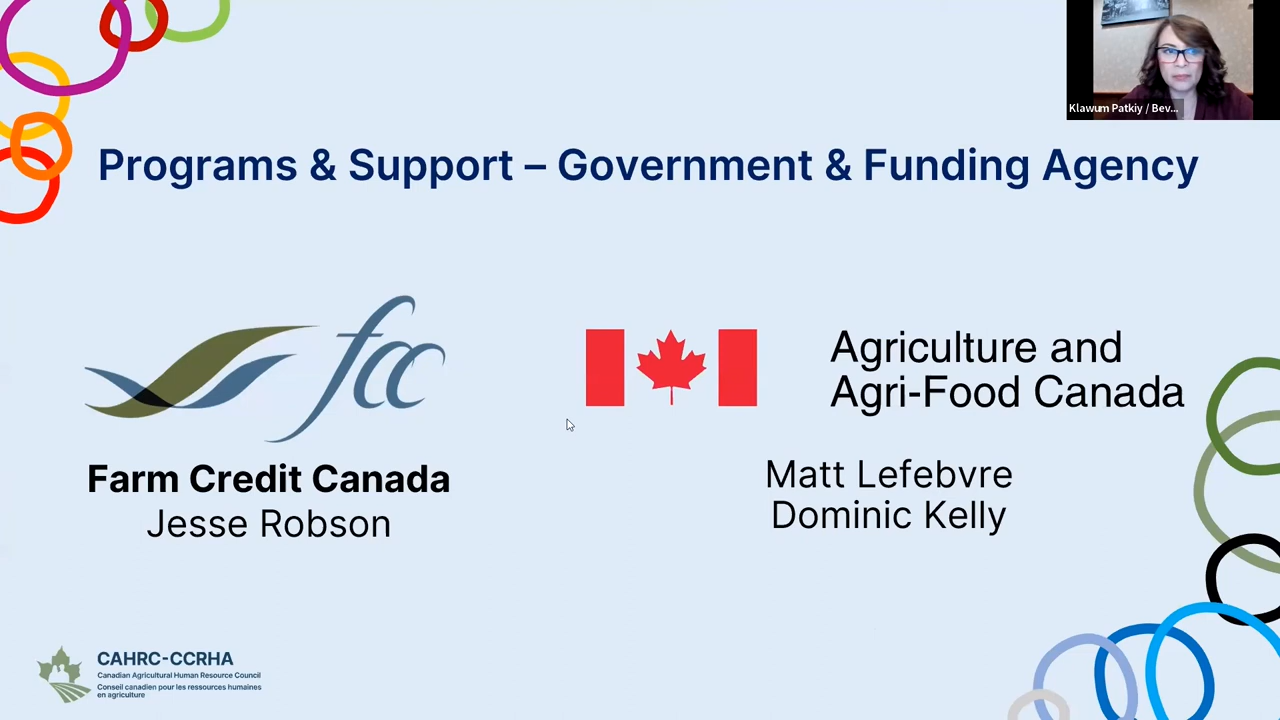 Klawum Patkiy / Bev...
Programs & Support – Government & Funding Agency
fcc
Farm Credit Canada
Jesse Robson
Agriculture and
Agri-Food Canada
Matt Lefebvre
Dominic Kelly
CAHRC-CCRHA
Canadian Agricultural Human Resource Council
Conseil canadien pour les ressources humaines
en agriculture